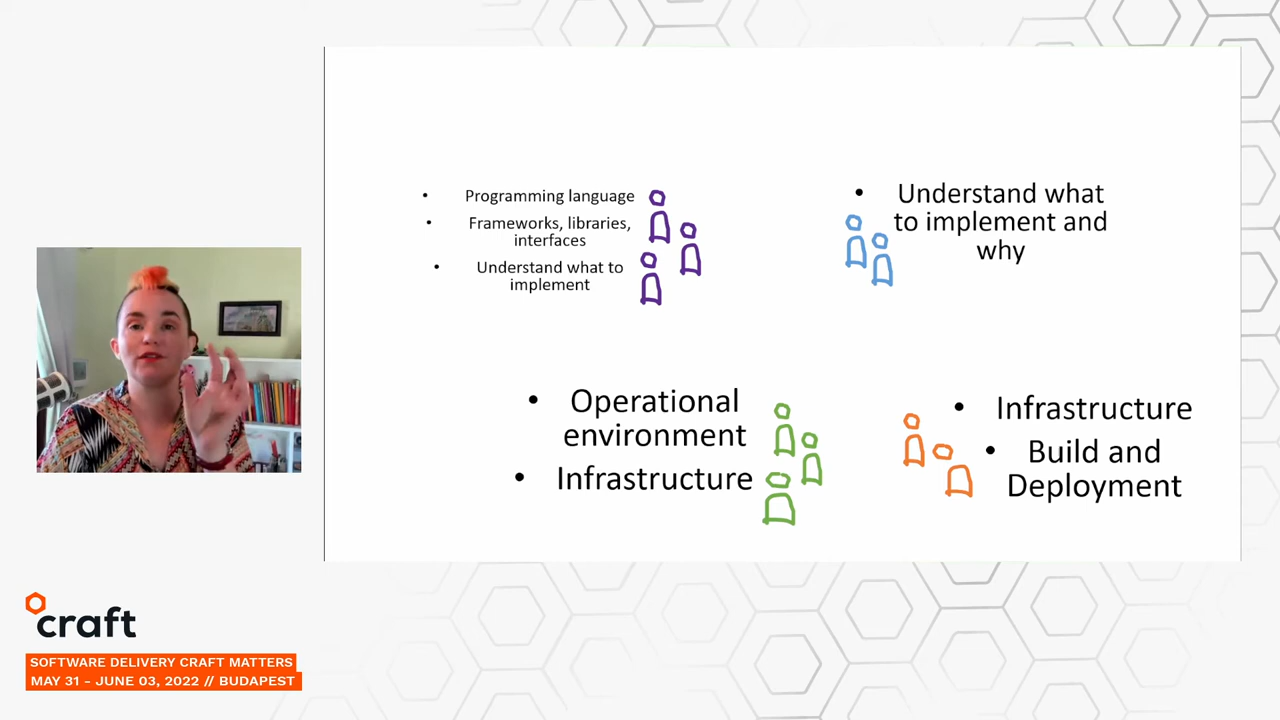 • Programming language
• Frameworks, libraries,
interfaces
• Understand what to
implement
• Understand what
to implement and
why
• Operational
environment
• Infrastructure
• Infrastructure
• Build and
Deployment
craft
SOFTWARE DELIVERY CRAFT MATTERS
MAY 31 - JUNE 03, 2022 // BUDAPEST